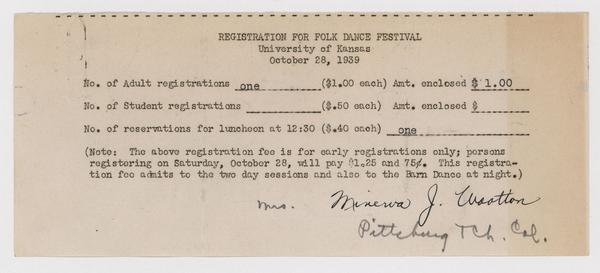 REGISTRATION FOR FOLK DANCE FESTIVAL
University of Kansas
October 28, 1939
No. of Adult registrations one ($1.00 each) Amt. enclosed $ 1.00
No. of Student registrations ($.50 each) Amt. enclosed $
No. of reservations for luncheon at 12:30 ($.40 each) one
(Note: The above registration fee is for early registrations only; persons
registering on Saturday, October 28, will pay $1.25 and 75¢. This registra-
tion fee admits to the two day sessions and also to the Barn Dance at night.)
Mrs. Minerva J. Wootton
Pittsburg Tch. Col.